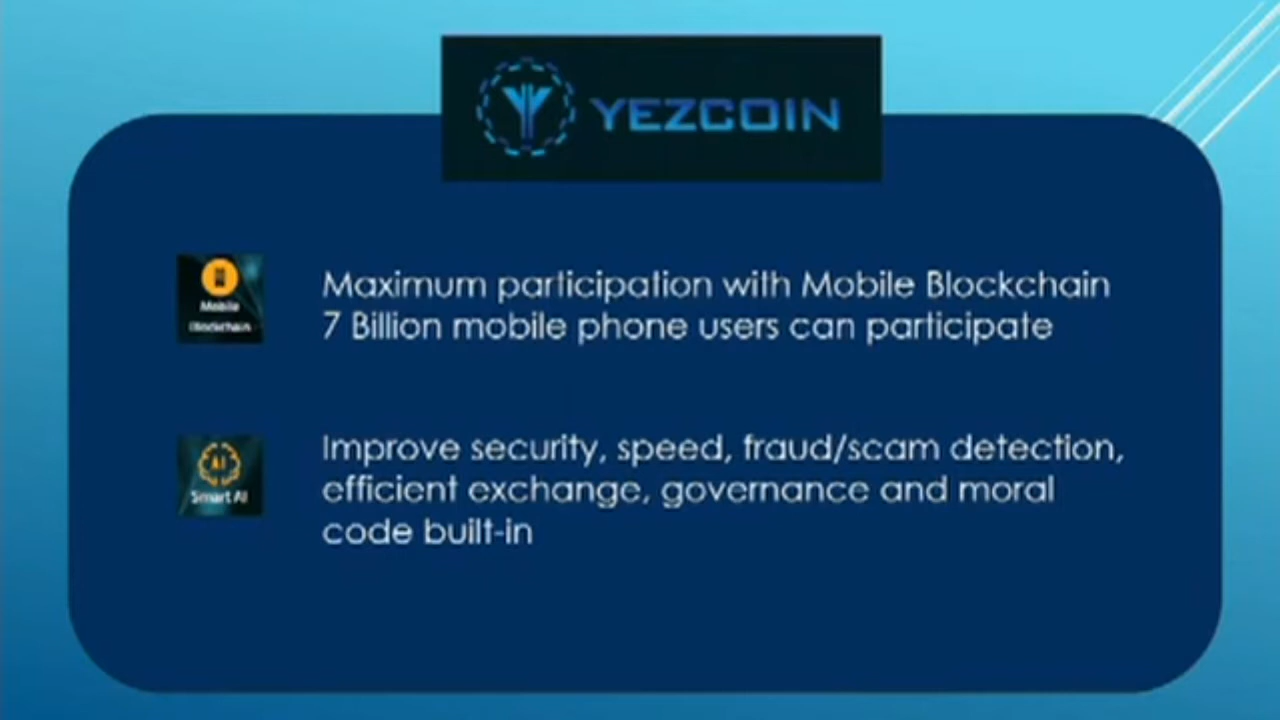 YEZCOIN
Mobile
Blockchain
Maximum participation with Mobile Blockchain
7 Billion mobile phone users can participate
AI
Smart AI
Improve security, speed, fraud/scam detection,
efficient exchange, governance and moral
code built-in